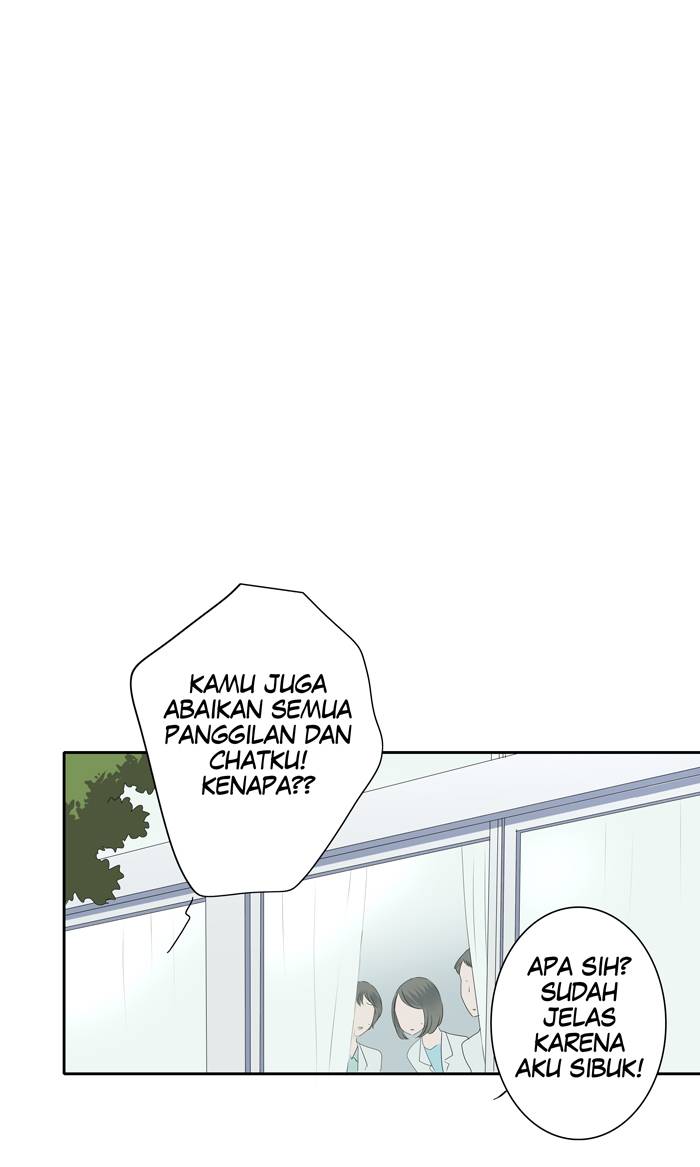 KAMU JUGA
ABAIKAN SEMUA
PANGGILAN DAN
CHATKU!
KENAPA??
APA SIH?
SUDAH
JELAS
KARENA
AKU SIBUK!